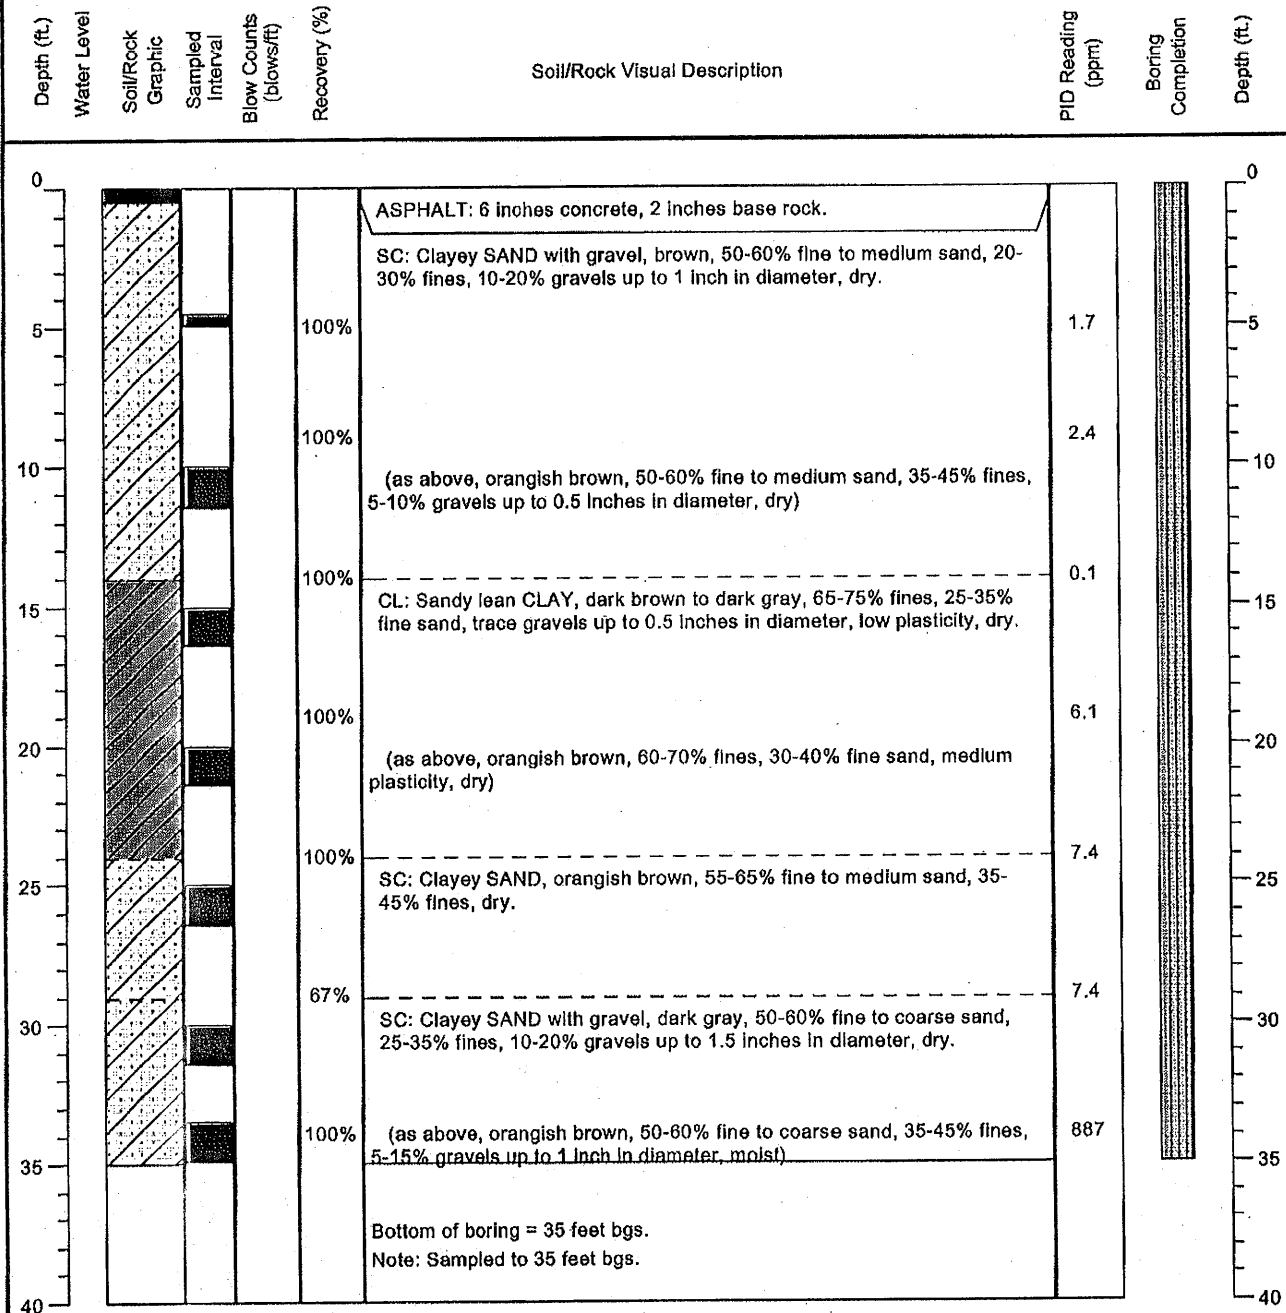 Depth (ft.)
Water Level
Soil/Rock
Graphic
Sampled
Interval
Blow Counts
(blows/ft)
Recovery (%)
Soil/Rock Visual Description
PID Reading
(ppm)
Boring
Completion
Depth (ft.)
0
0
ASPHALT: 6 inches concrete, 2 inches base rock.
SC: Clayey SAND with gravel, brown, 50-60% fine to medium sand, 20-
30% fines, 10-20% gravels up to 1 inch in diameter, dry.
5
100%
1.7
5
100%
2.4
10
10
(as above, orangish brown, 50-60% fine to medium sand, 35-45% fines,
5-10% gravels up to 0.5 inches in diameter, dry)
100%
0.1
15
CL: Sandy lean CLAY, dark brown to dark gray, 65-75% fines, 25-35%
fine sand, trace gravels up to 0.5 inches in diameter, low plasticity, dry.
15
100%
6.1
20
20
(as above, orangish brown, 60-70% fines, 30-40% fine sand, medium
plasticity, dry)
100%
7.4
25
SC: Clayey SAND, orangish brown, 55-65% fine to medium sand, 35-
45% fines, dry.
25
67%
7.4
30
SC: Clayey SAND with gravel, dark gray, 50-60% fine to coarse sand,
25-35% fines, 10-20% gravels up to 1.5 inches in diameter, dry.
30
100%
(as above, orangish brown, 50-60% fine to coarse sand, 35-45% fines,
5-15% gravels up to 1 inch in diameter, moist)
887
35
35
Bottom of boring = 35 feet bgs.
Note: Sampled to 35 feet bgs.
40
40